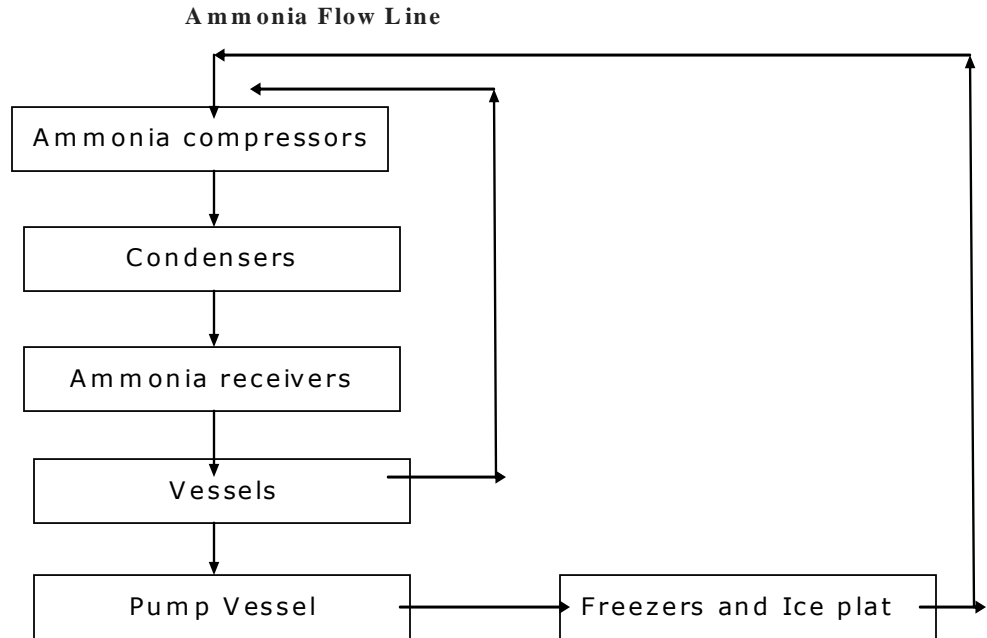 Ammonia Flow Line
Ammonia compressors
Condensers
Ammonia receivers
Vessels
Pump Vessel
Freezers and Ice plat